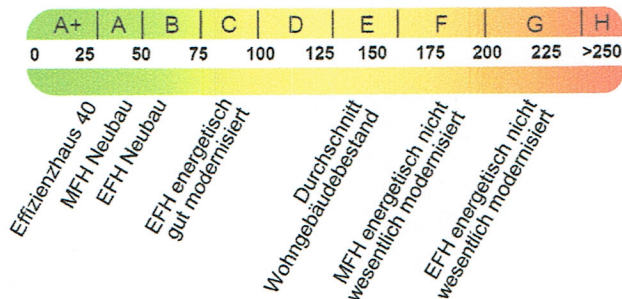 A+ A B C D E F G H
0 25 50 75 100 125 150 175 200 225 >250
Effizienzhaus 40
MFH Neubau
EFH Neubau
EFH energetisch
gut modernisiert
Durchschnitt
Wohngebäudebestand
MFH energetisch nicht
wesentlich modernisiert
EFH energetisch nicht
wesentlich modernisiert